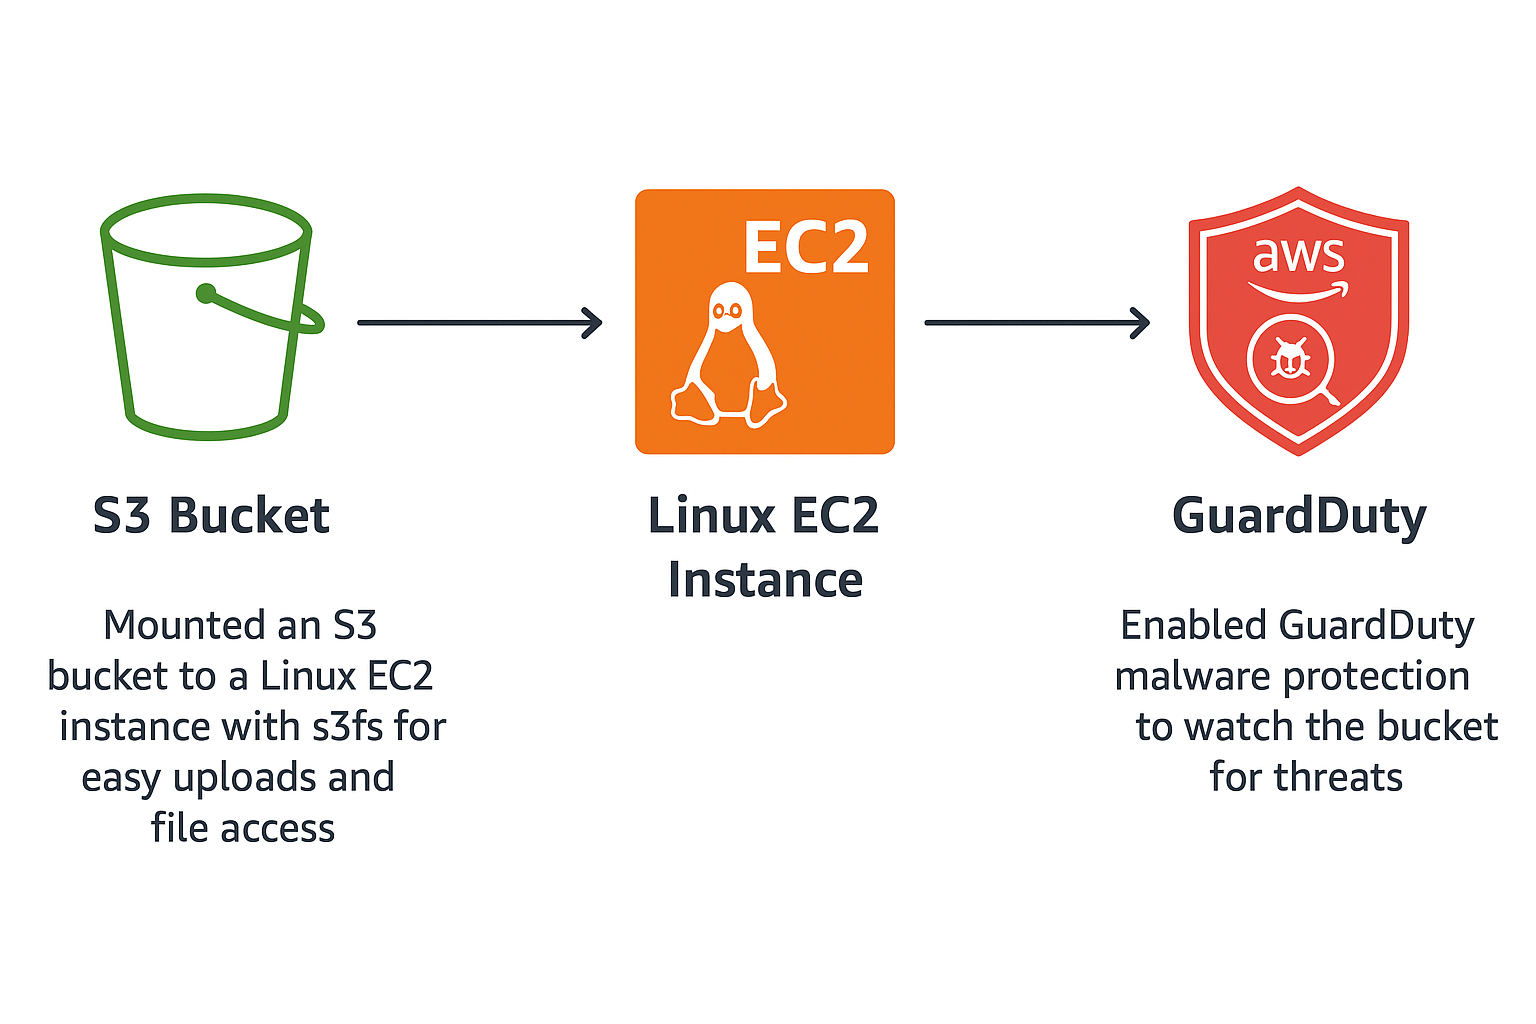 EC2
aws
S3 Bucket
Linux EC2
Instance
GuardDuty
Mounted an S3
bucket to a Linux EC2
instance with s3fs for
easy uploads and
file access
Enabled GuardDuty
malware protection
to watch the bucket
for threats